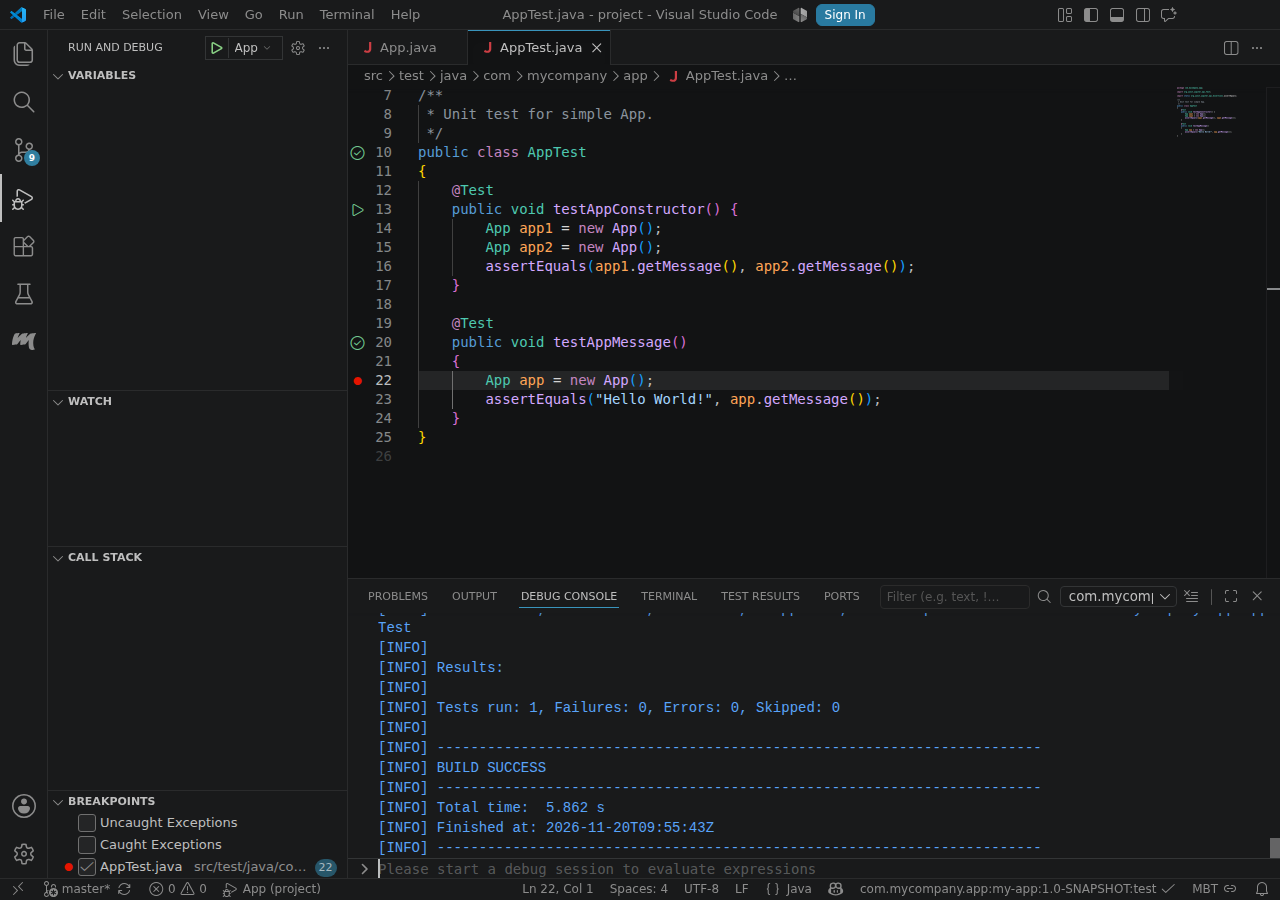 File Edit Selection View Go Run Terminal Help AppTest.java - project - Visual Studio Code Sign In
RUN AND DEBUG App
App.java AppTest.java
VARIABLES
src test java com mycompany app AppTest.java ...
7 /**
8 * Unit test for simple App.
9 */
10 public class AppTest
11 {
12 @Test
13 public void testAppConstructor() {
14 App app1 = new App();
15 App app2 = new App();
16 assertEquals(app1.getMessage(), app2.getMessage());
17 }
18
19 @Test
20 public void testAppMessage()
21 {
22 App app = new App();
23 assertEquals("Hello World!", app.getMessage());
24 }
25 }
26
9
WATCH
CALL STACK
BREAKPOINTS
Uncaught Exceptions
Caught Exceptions
AppTest.java src/test/java/co... 22
PROBLEMS OUTPUT DEBUG CONSOLE TERMINAL TEST RESULTS PORTS Filter (e.g. text, !... com.mycomp
Test
[INFO]
[INFO] Results:
[INFO]
[INFO] Tests run: 1, Failures: 0, Errors: 0, Skipped: 0
[INFO]
[INFO] ------------------------------------------------------------------------
[INFO] BUILD SUCCESS
[INFO] ------------------------------------------------------------------------
[INFO] Total time:  5.862 s
[INFO] Finished at: 2026-11-20T09:55:43Z
[INFO] ------------------------------------------------------------------------
Please start a debug session to evaluate expressions
master* 0 0 App (project) Ln 22, Col 1 Spaces: 4 UTF-8 LF { } Java com.mycompany.app:my-app:1.0-SNAPSHOT:test MBT